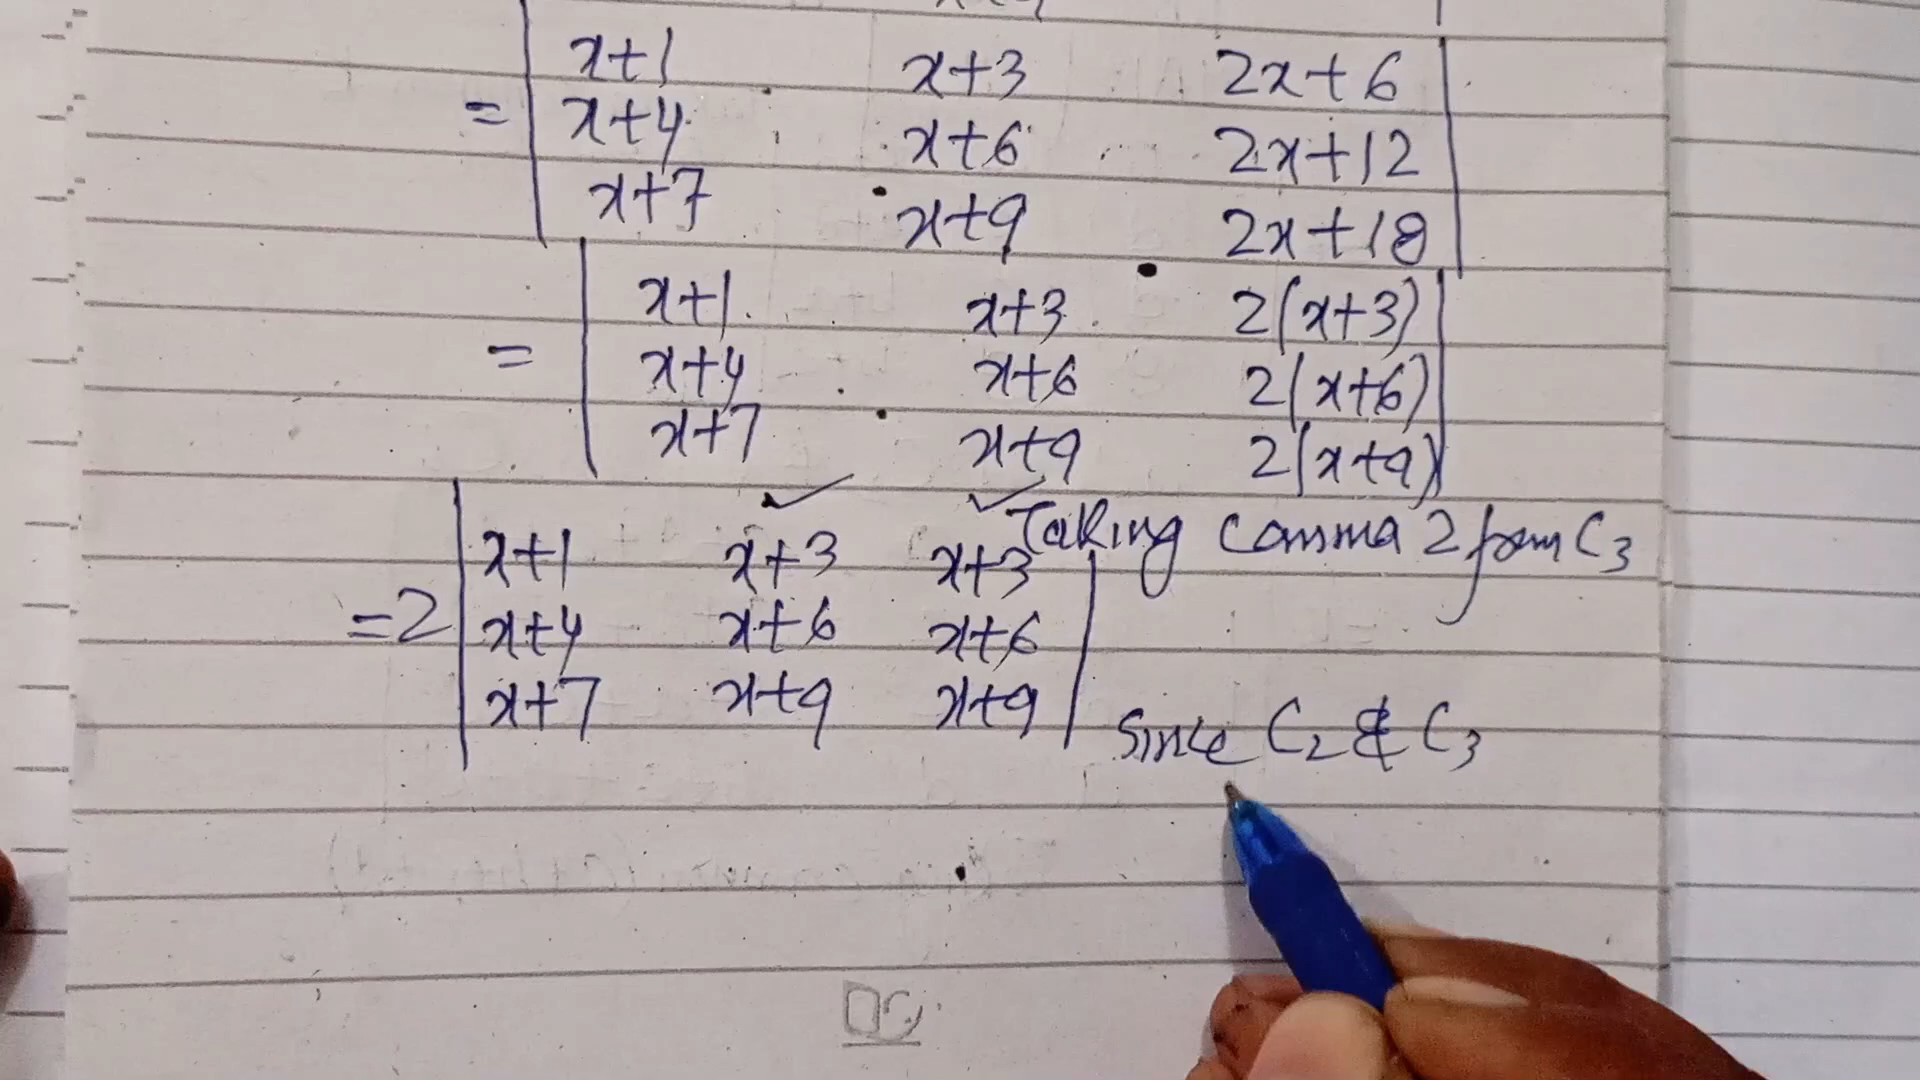 x+1 x+3 2x+6
= x+4 x+6 2x+12
x+7 x+9 2x+18
x+1 x+3 2(x+3)
= x+4 x+6 2(x+6)
x+7 x+9 2(x+9)
Taking comma 2 from C3
x+1 x+3 x+3
=2 x+4 x+6 x+6
x+7 x+9 x+9
Since C2 & C3